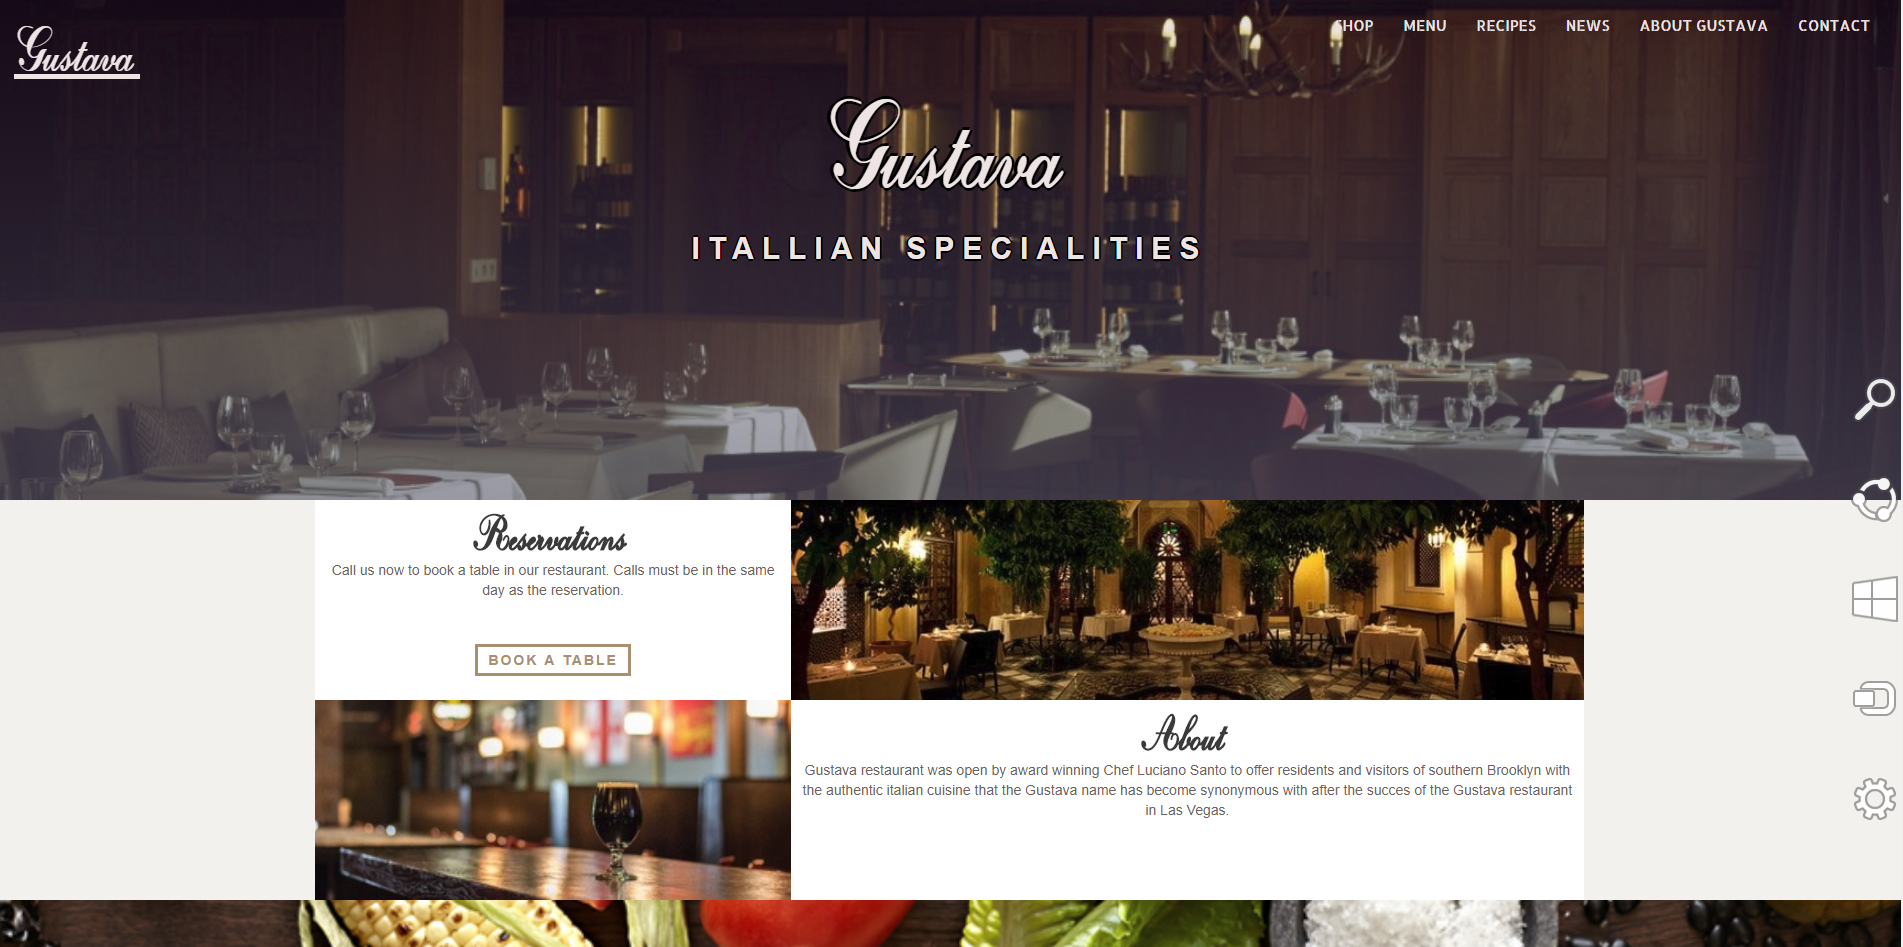 Gustava
SHOP MENU RECIPES NEWS ABOUT GUSTAVA CONTACT
Gustava
ITALLIAN SPECIALITIES
Reservations
Call us now to book a table in our restaurant. Calls must be in the same
day as the reservation.
BOOK A TABLE
About
Gustava restaurant was open by award winning Chef Luciano Santo to offer residents and visitors of southern Brooklyn with
the authentic italian cuisine that the Gustava name has become synonymous with after the succes of the Gustava restaurant
in Las Vegas.